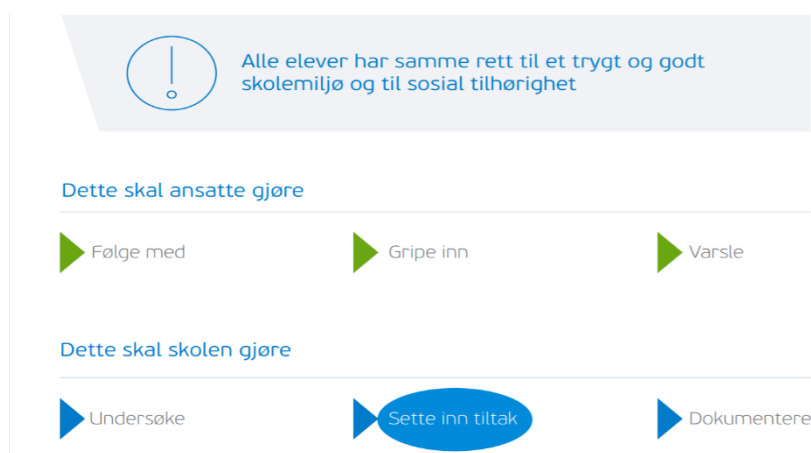 Alle elever har samme rett til et trygt og godt
skolemiljø og til sosial tilhørighet
Dette skal ansatte gjøre
Følge med
Gripe inn
Varsle
Dette skal skolen gjøre
Undersøke
Sette inn tiltak
Dokumentere